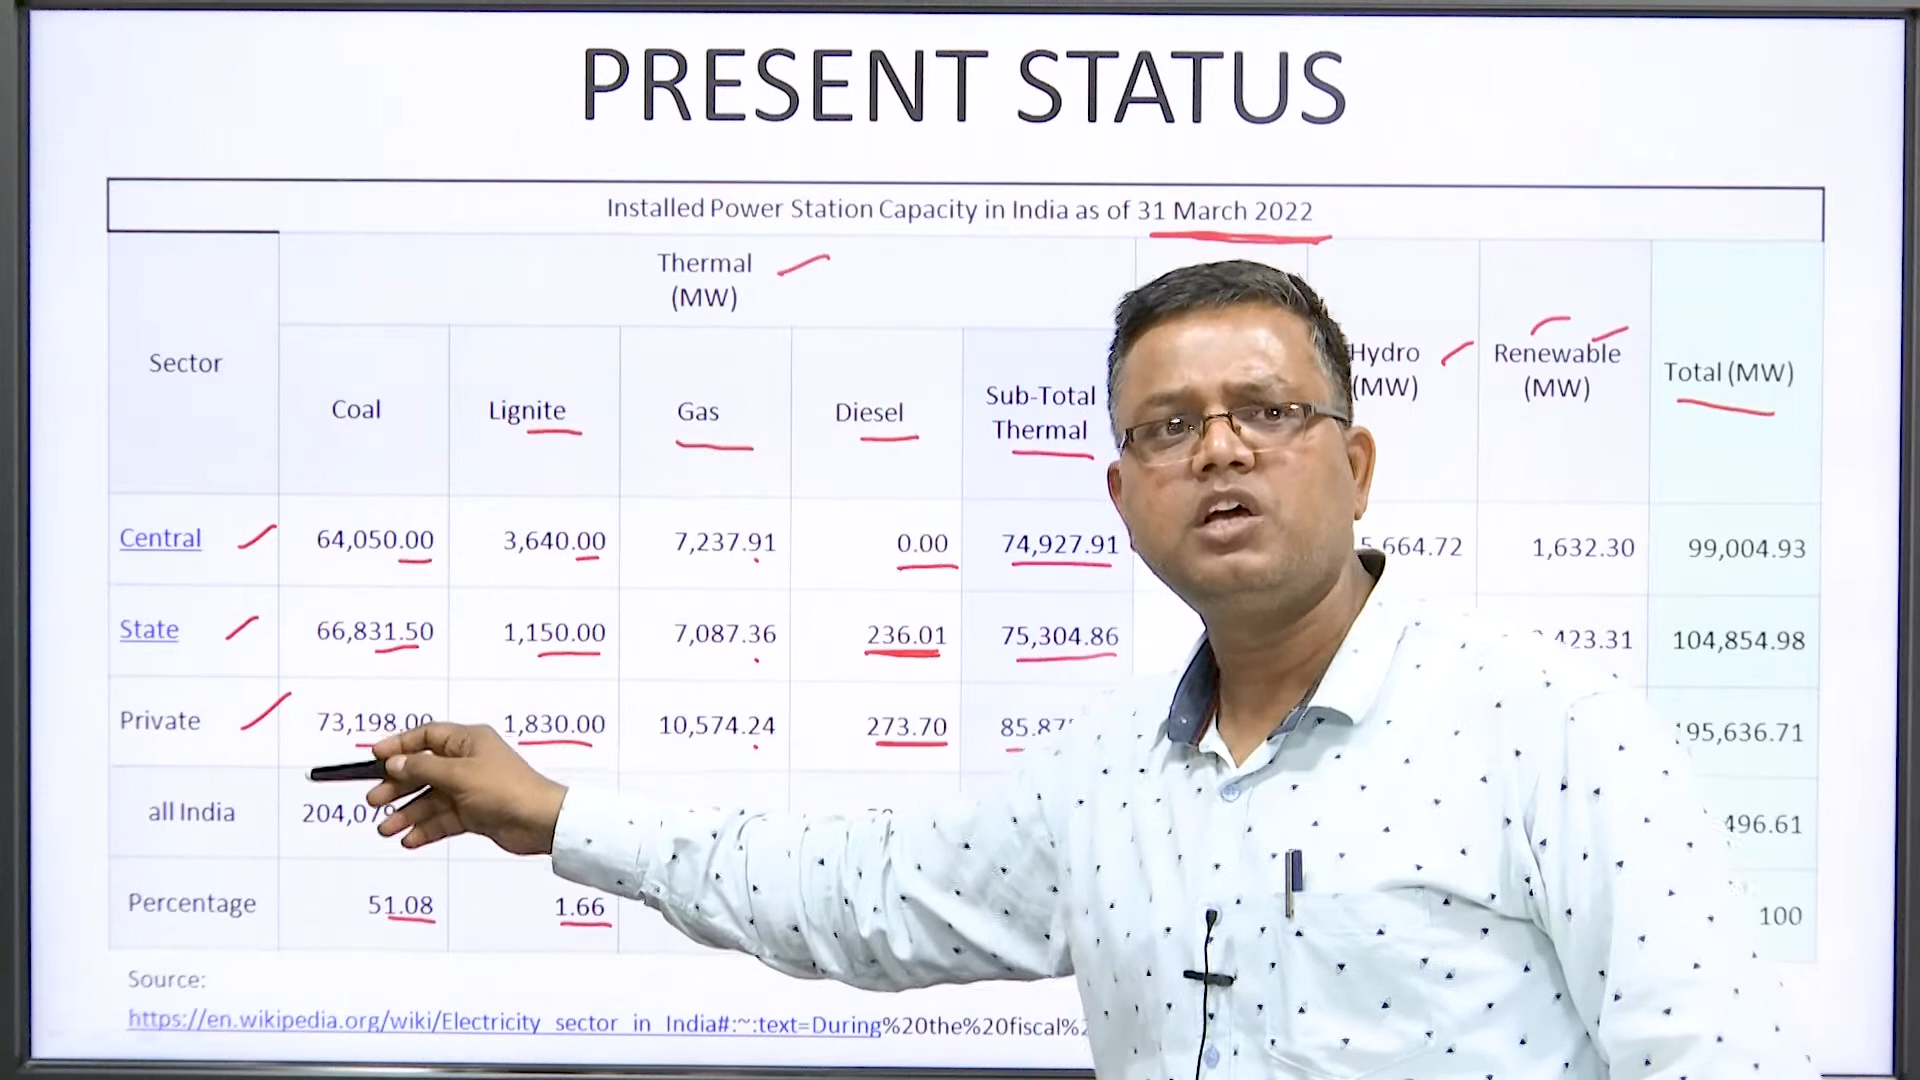 PRESENT STATUS
Installed Power Station Capacity in India as of 31 March 2022
Sector
Thermal
(MW)
Coal
Lignite
Gas
Diesel
Sub-Total
Thermal
Hydro
(MW)
Renewable
(MW)
Total (MW)
Central 64,050.00 3,640.00 7,237.91 0.00 74,927.91 1,632.30 99,004.93
State 66,831.50 1,150.00 7,087.36 236.01 75,304.86 104,854.98
Private 73,198.00 1,830.00 10,574.24 273.70
all India
Percentage 51.08 1.66 100
Source:
https://en.wikipedia.org/wiki/Electricity_sector_in_India#:~:text=During%20the%20fiscal%2